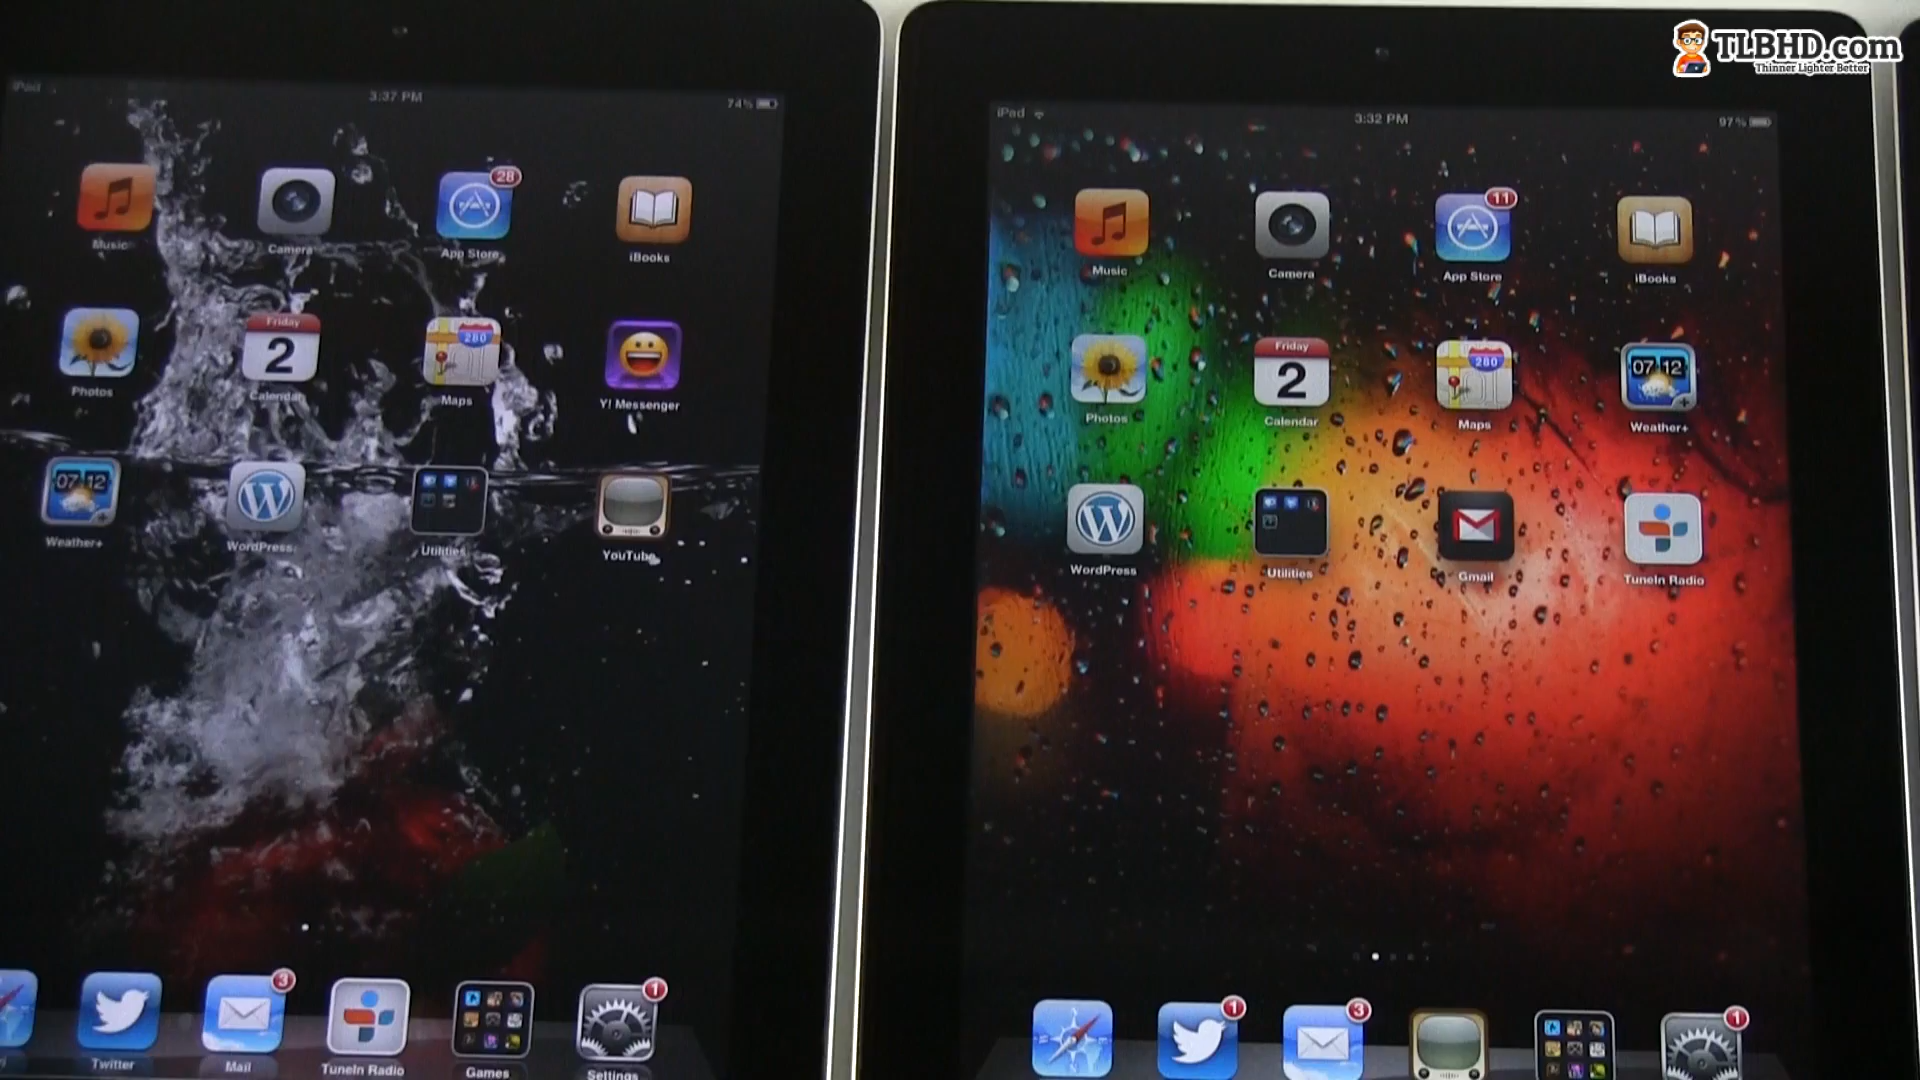 TLBHD.com
Thinner Lighter Better
iPad
3:37 PM
74%
28
Music
Camera
App Store
iBooks
Friday
2
280
Photos
Calendar
Maps
Y! Messenger
07 12
Weather+
WordPress
Utilities
YouTube
3
1
Twitter
Mail
TuneIn Radio
Games
Settings
iPad
3:32 PM
97%
11
Music
Camera
App Store
iBooks
Friday
2
280
07 12
Photos
Calendar
Maps
Weather+
WordPress
Utilities
Gmail
TuneIn Radio
1
3
1